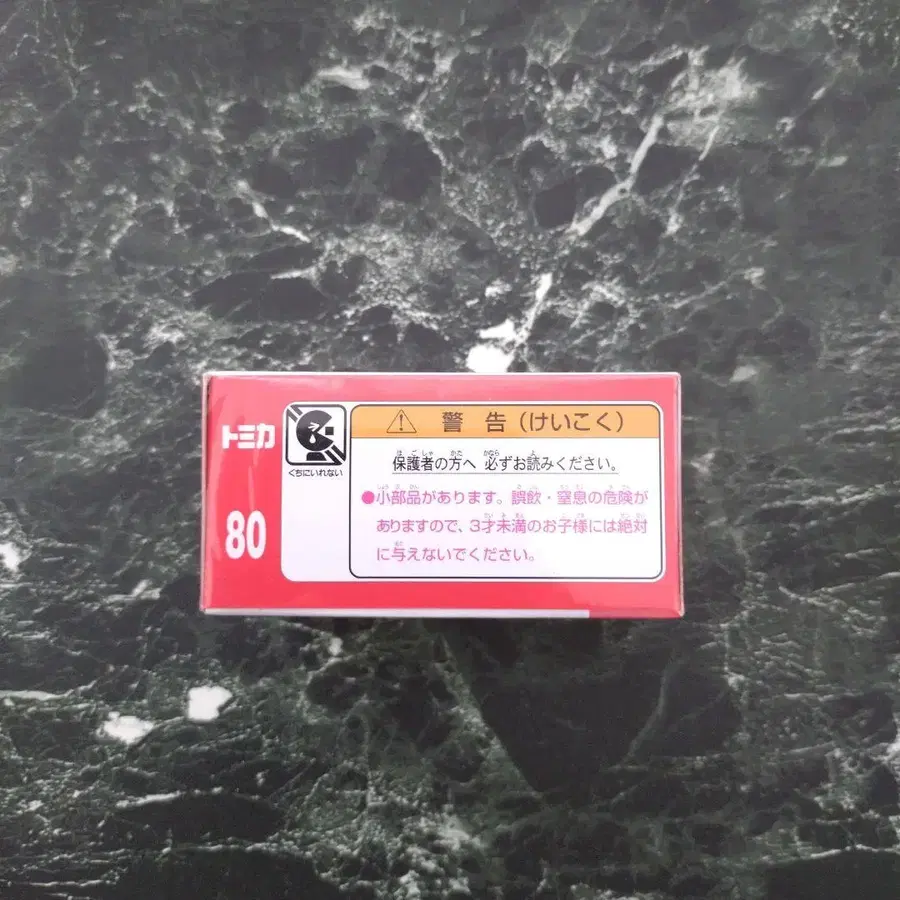 トミカ
くちにいれない
80
警告(けいこく)
保護者の方へ 必ずお読みください。
●小部品があります。誤飲・窒息の危険が
ありますので、3才未満のお子様には絶対
に与えないでください。